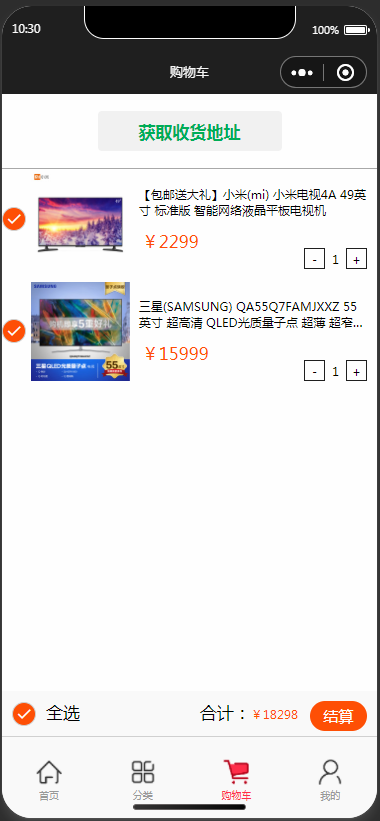 10:30
100%
购物车
获取收货地址
【包邮送大礼】小米(mi) 小米电视4A 49英
寸 标准版 智能网络液晶平板电视机
￥2299
- 1 +
SAMSUNG
三星(SAMSUNG) QA55Q7FAMJXXZ 55
英寸 超高清 QLED光质量子点 超薄 超窄...
￥15999
- 1 +
全选
合计：￥18298
结算
首页
分类
购物车
我的